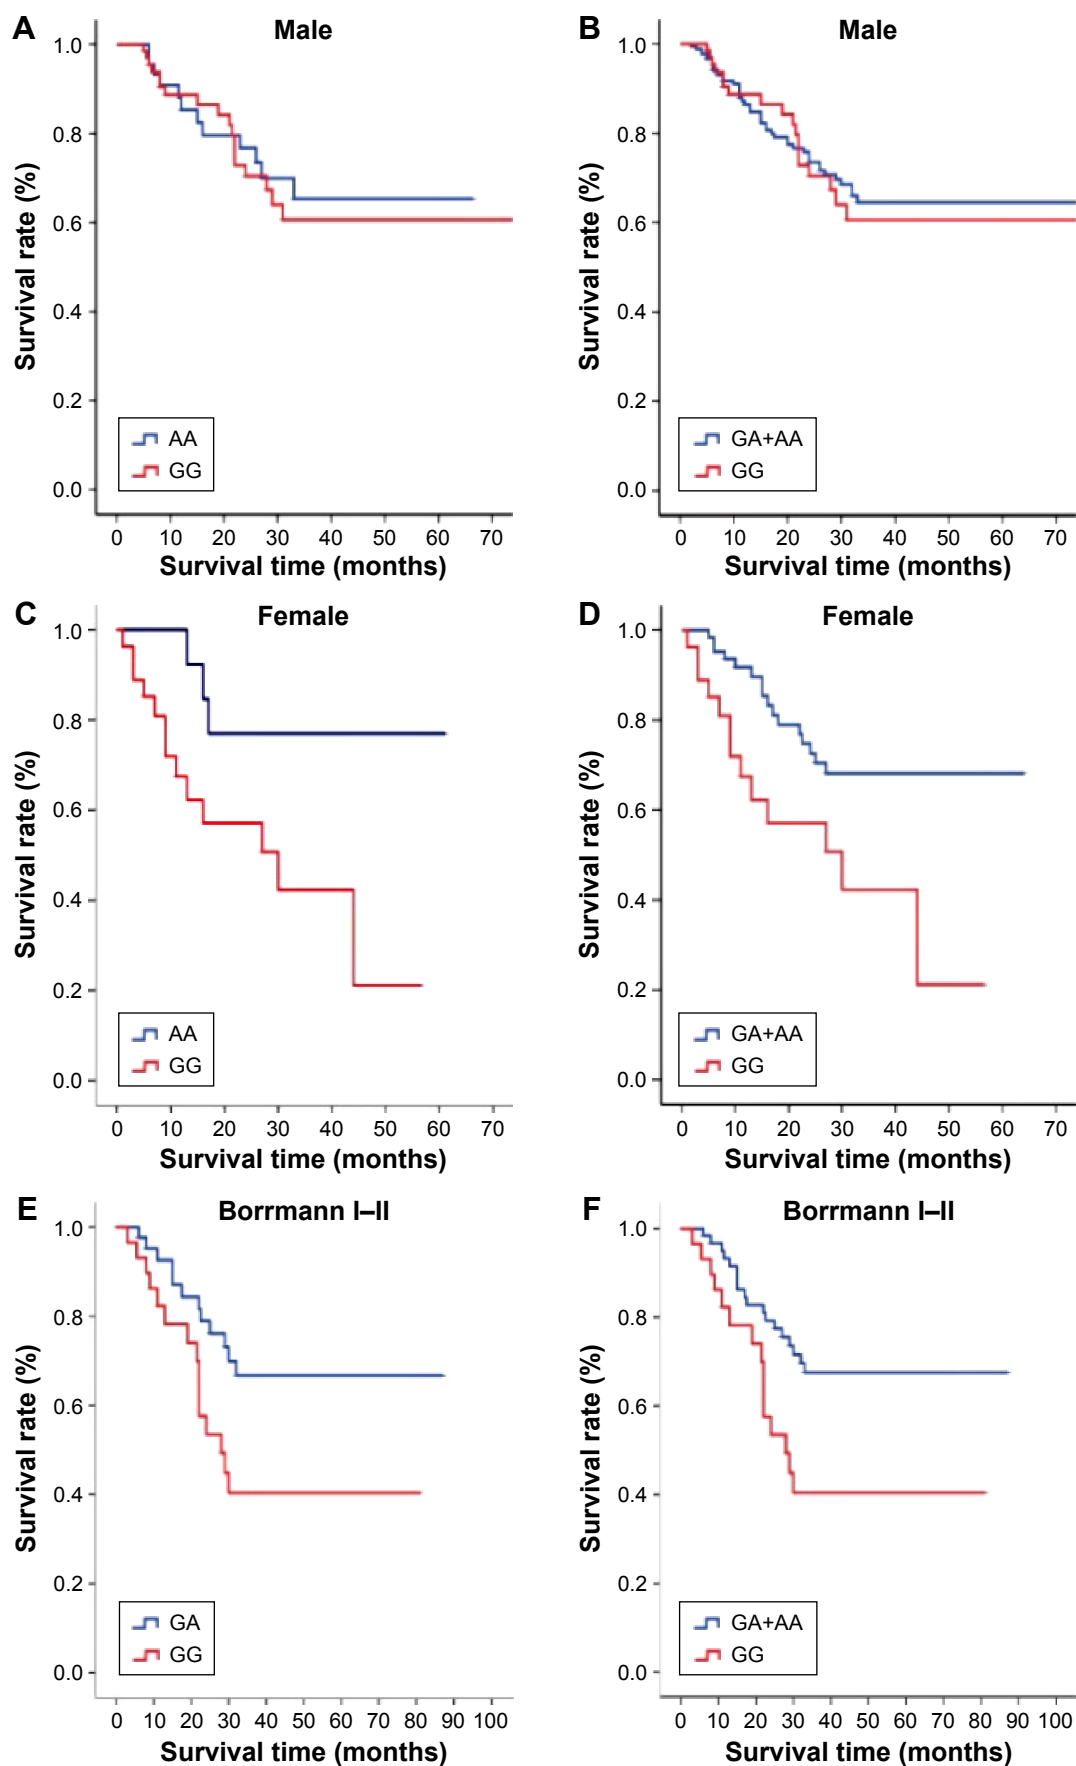 A
Male
Survival rate (%)
1.0
0.8
0.6
0.4
0.2
0.0
AA
GG
0 10 20 30 40 50 60 70
Survival time (months)
B
Male
Survival rate (%)
1.0
0.8
0.6
0.4
0.2
0.0
GA+AA
GG
0 10 20 30 40 50 60 70
Survival time (months)
C
Female
Survival rate (%)
1.0
0.8
0.6
0.4
0.2
0.0
AA
GG
0 10 20 30 40 50 60 70
Survival time (months)
D
Female
Survival rate (%)
1.0
0.8
0.6
0.4
0.2
0.0
GA+AA
GG
0 10 20 30 40 50 60 70
Survival time (months)
E
Borrmann I–II
Survival rate (%)
1.0
0.8
0.6
0.4
0.2
0.0
GA
GG
0 10 20 30 40 50 60 70 80 90 100
Survival time (months)
F
Borrmann I–II
Survival rate (%)
1.0
0.8
0.6
0.4
0.2
0.0
GA+AA
GG
0 10 20 30 40 50 60 70 80 90 100
Survival time (months)